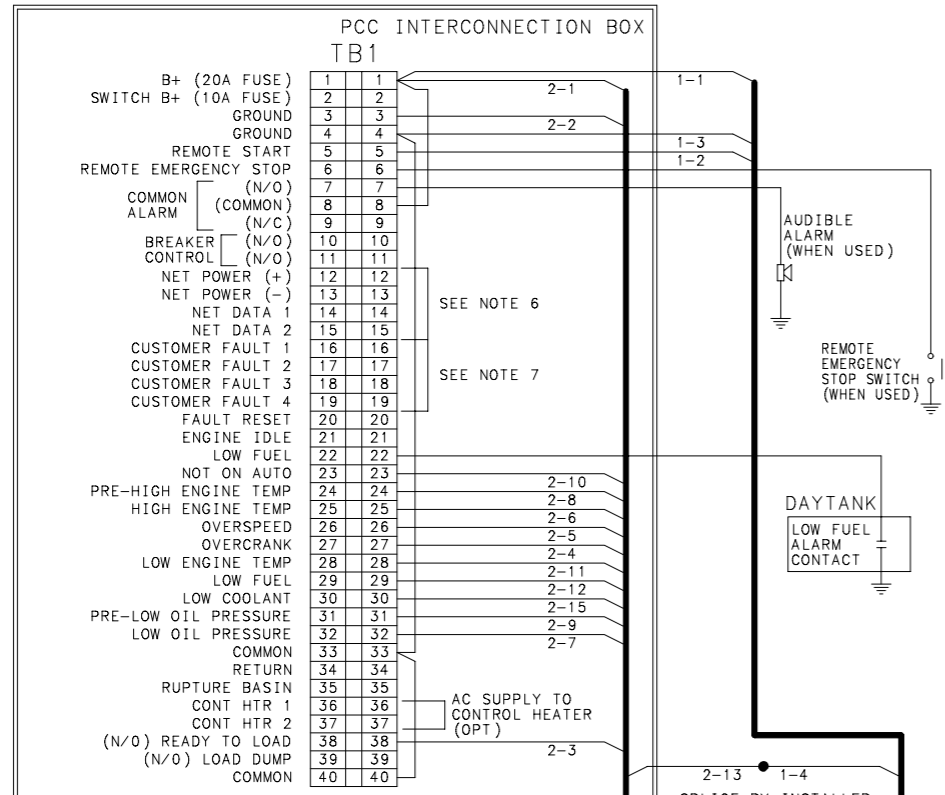 PCC INTERCONNECTION BOX
TB1
B+ (20A FUSE) 1 1
SWITCH B+ (10A FUSE) 2 2
GROUND 3 3
GROUND 4 4
REMOTE START 5 5
REMOTE EMERGENCY STOP 6 6
COMMON ALARM
(N/O) 7 7
(COMMON) 8 8
(N/C) 9 9
BREAKER CONTROL
(N/O) 10 10
(N/O) 11 11
NET POWER (+) 12 12
NET POWER (-) 13 13
NET DATA 1 14 14
NET DATA 2 15 15
CUSTOMER FAULT 1 16 16
CUSTOMER FAULT 2 17 17
CUSTOMER FAULT 3 18 18
CUSTOMER FAULT 4 19 19
FAULT RESET 20 20
ENGINE IDLE 21 21
LOW FUEL 22 22
NOT ON AUTO 23 23
PRE-HIGH ENGINE TEMP 24 24
HIGH ENGINE TEMP 25 25
OVERSPEED 26 26
OVERCRANK 27 27
LOW ENGINE TEMP 28 28
LOW FUEL 29 29
LOW COOLANT 30 30
PRE-LOW OIL PRESSURE 31 31
LOW OIL PRESSURE 32 32
COMMON 33 33
RETURN 34 34
RUPTURE BASIN 35 35
CONT HTR 1 36 36
CONT HTR 2 37 37
(N/O) READY TO LOAD 38 38
(N/O) LOAD DUMP 39 39
COMMON 40 40
2-1
1-1
2-2
1-3
1-2
SEE NOTE 6
SEE NOTE 7
2-10
2-8
2-6
2-5
2-4
2-11
2-12
2-15
2-9
2-7
AC SUPPLY TO
CONTROL HEATER
(OPT)
2-3
2-13
1-4
AUDIBLE
ALARM
(WHEN USED)
REMOTE
EMERGENCY
STOP SWITCH
(WHEN USED)
DAYTANK
LOW FUEL
ALARM
CONTACT
SPLICE BY INSTALLER